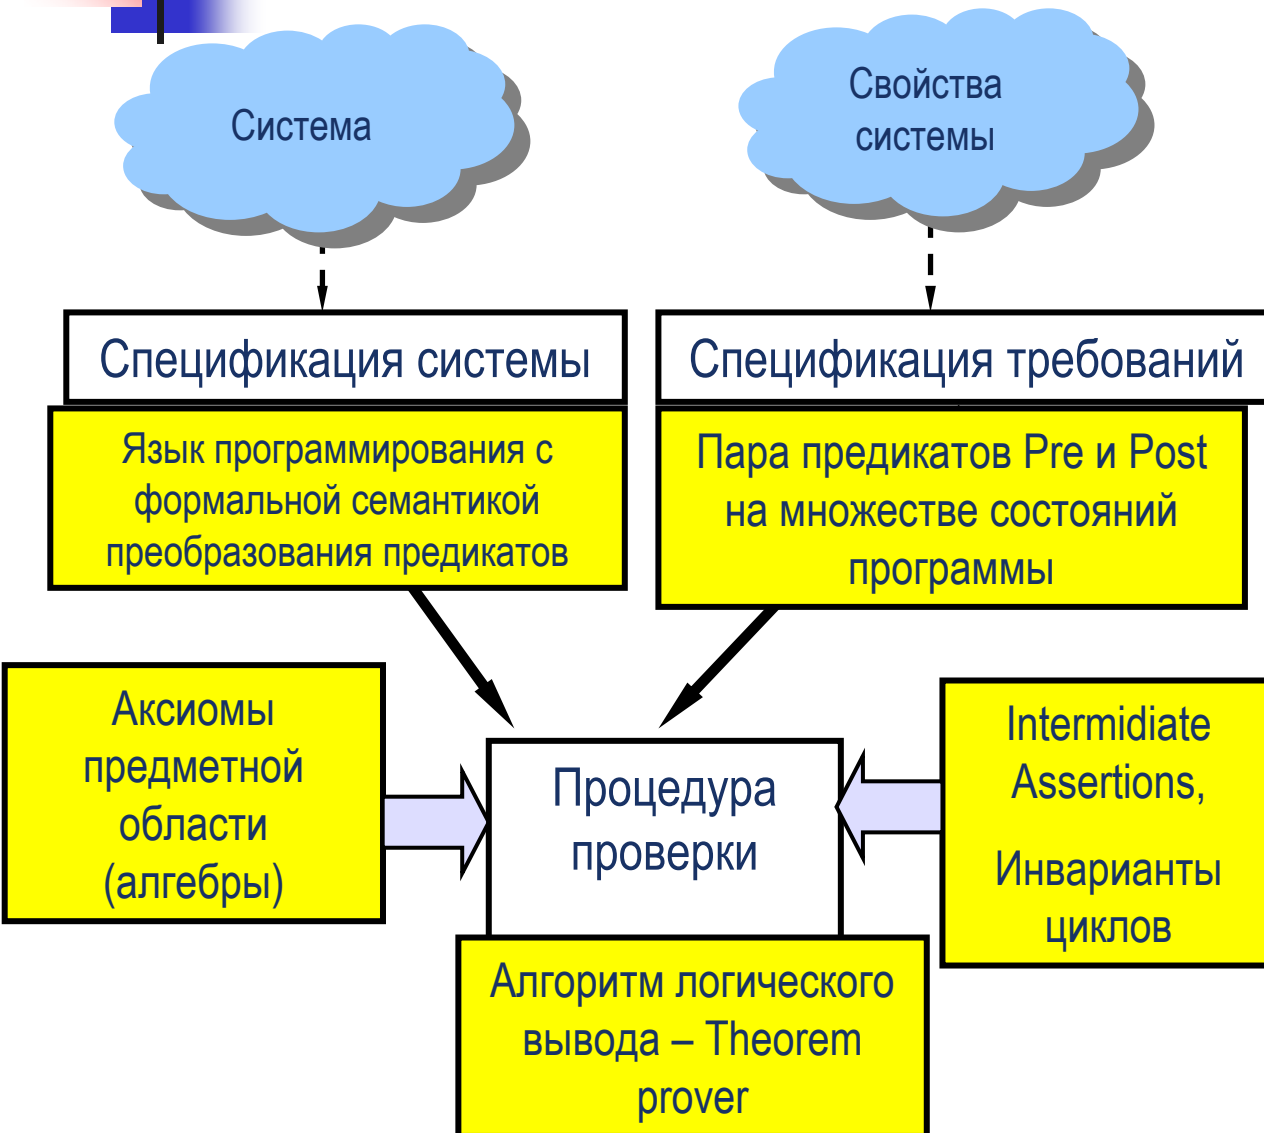 Система
Свойства
системы
Спецификация системы
Спецификация требований
Язык программирования с
формальной семантикой
преобразования предикатов
Пара предикатов Pre и Post
на множестве состояний
программы
Аксиомы
предметной
области
(алгебры)
Процедура
проверки
Intermidiate
Assertions,
Инварианты
циклов
Алгоритм логического
вывода – Theorem
prover